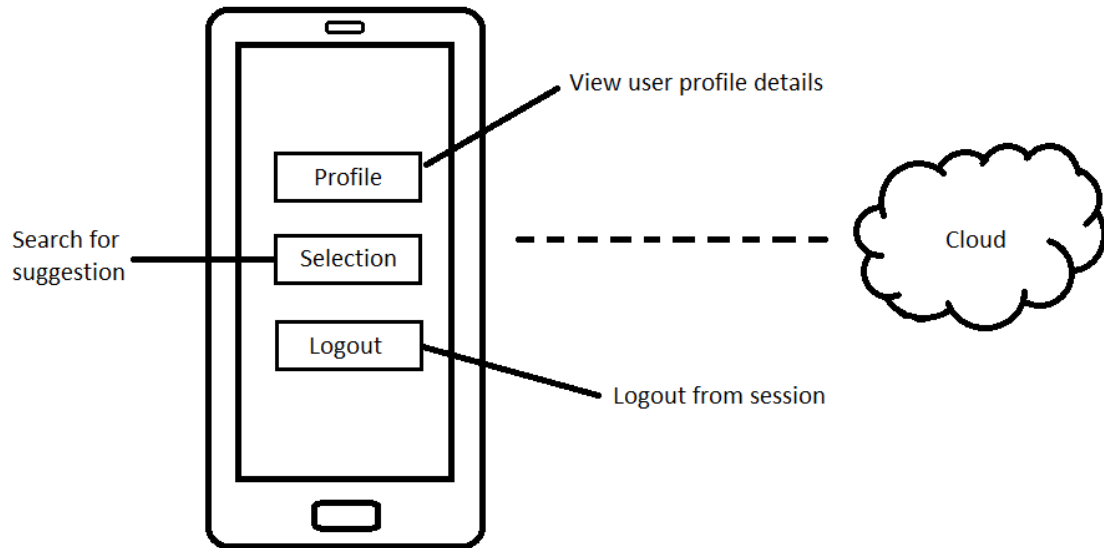 View user profile details
Profile
Search for
suggestion
Selection
Cloud
Logout
Logout from session